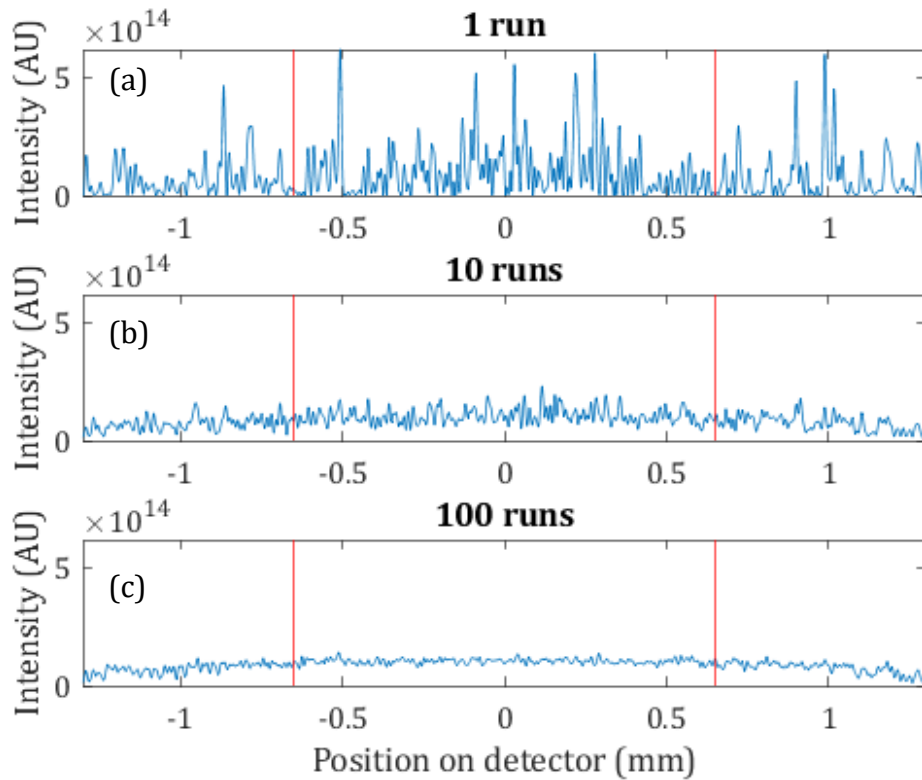 ×10^14
1 run
Intensity (AU)
(a)
5
0
-1 -0.5 0 0.5 1
×10^14
10 runs
Intensity (AU)
(b)
5
0
-1 -0.5 0 0.5 1
×10^14
100 runs
Intensity (AU)
(c)
5
0
-1 -0.5 0 0.5 1
Position on detector (mm)